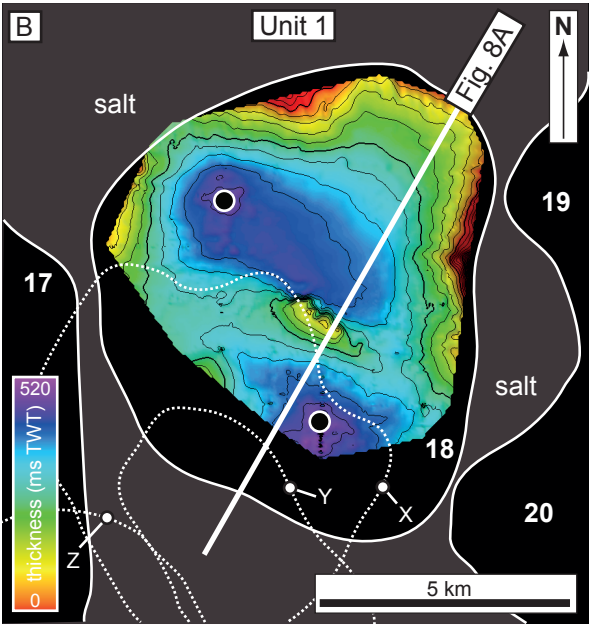 B
Unit 1
N
Fig. 8A
salt
19
17
salt
520
thickness (ms TWT)
0
18
20
Y
X
Z
5 km